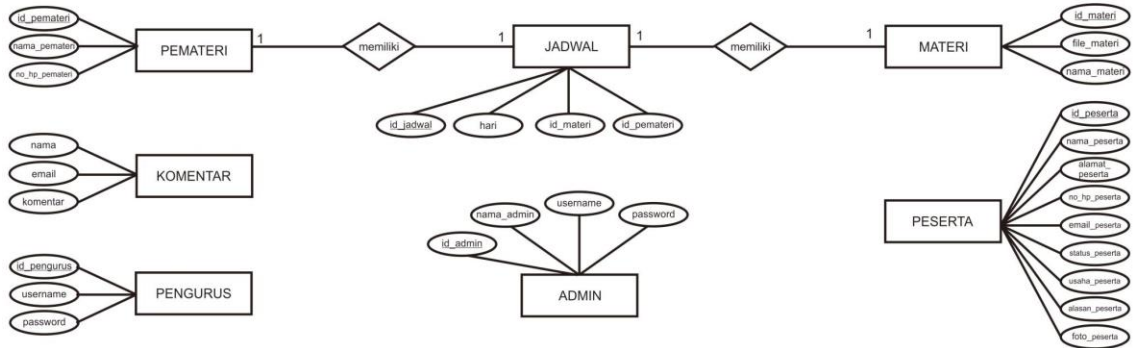 id_pemateri
nama_pemateri
no_hp_pemateri
PEMATERI
1
memiliki
1
JADWAL
1
memiliki
1
MATERI
id_materi
file_materi
nama_materi
id_jadwal
hari
id_materi
id_pemateri
nama
email
komentar
KOMENTAR
id_pengurus
username
password
PENGURUS
id_admin
nama_admin
username
password
ADMIN
PESERTA
id_peserta
nama_peserta
alamat_
peserta
no_hp_peserta
email_peserta
status_peserta
usaha_peserta
alasan_peserta
foto_peserta